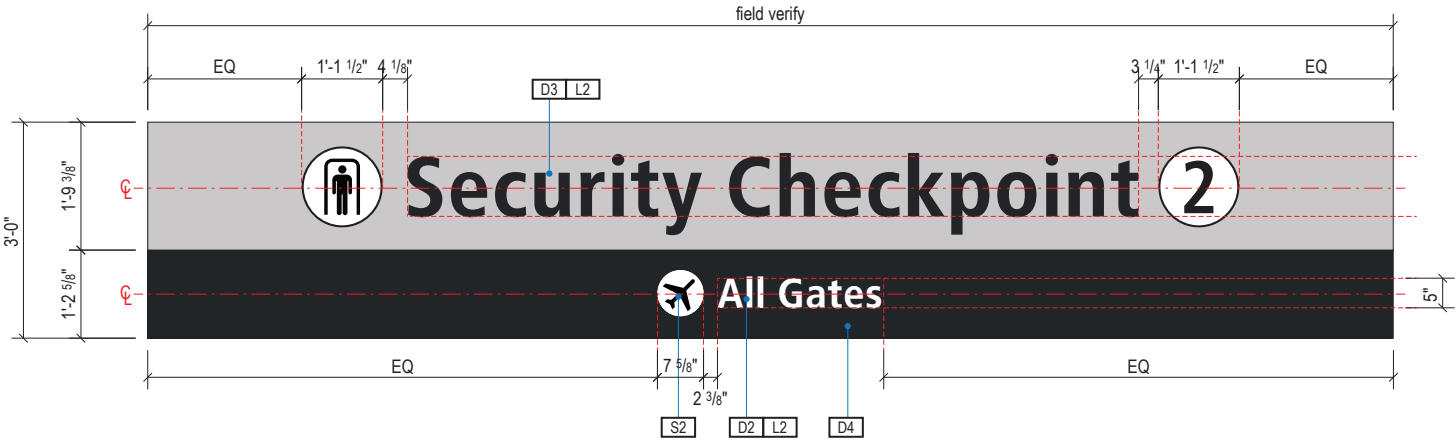 field verify
EQ 1'-1 1/2" 4 1/8" 3 1/4" 1'-1 1/2" EQ
D3 L2
3'-0" 1'-9 3/8" ℄ Security Checkpoint 2
1'-2 5/8" ℄ All Gates 5"
EQ 7 5/8" EQ
2 3/8"
S2 D2 L2 D4